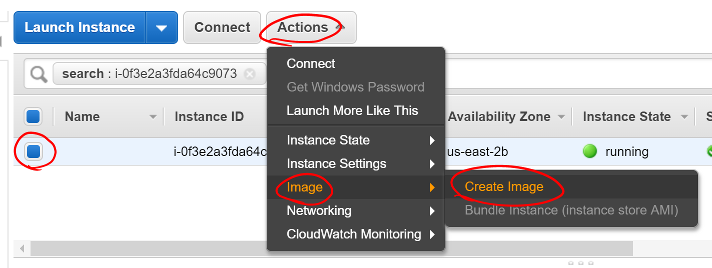 Launch Instance
Connect
Actions
search : i-0f3e2a3fda64c9073
Connect
Get Windows Password
Launch More Like This
Instance State
Instance Settings
Image
Networking
CloudWatch Monitoring
Create Image
Bundle Instance (instance store AMI)
Name
Instance ID
Availability Zone
Instance State
S
i-0f3e2a3fda64c
us-east-2b
running